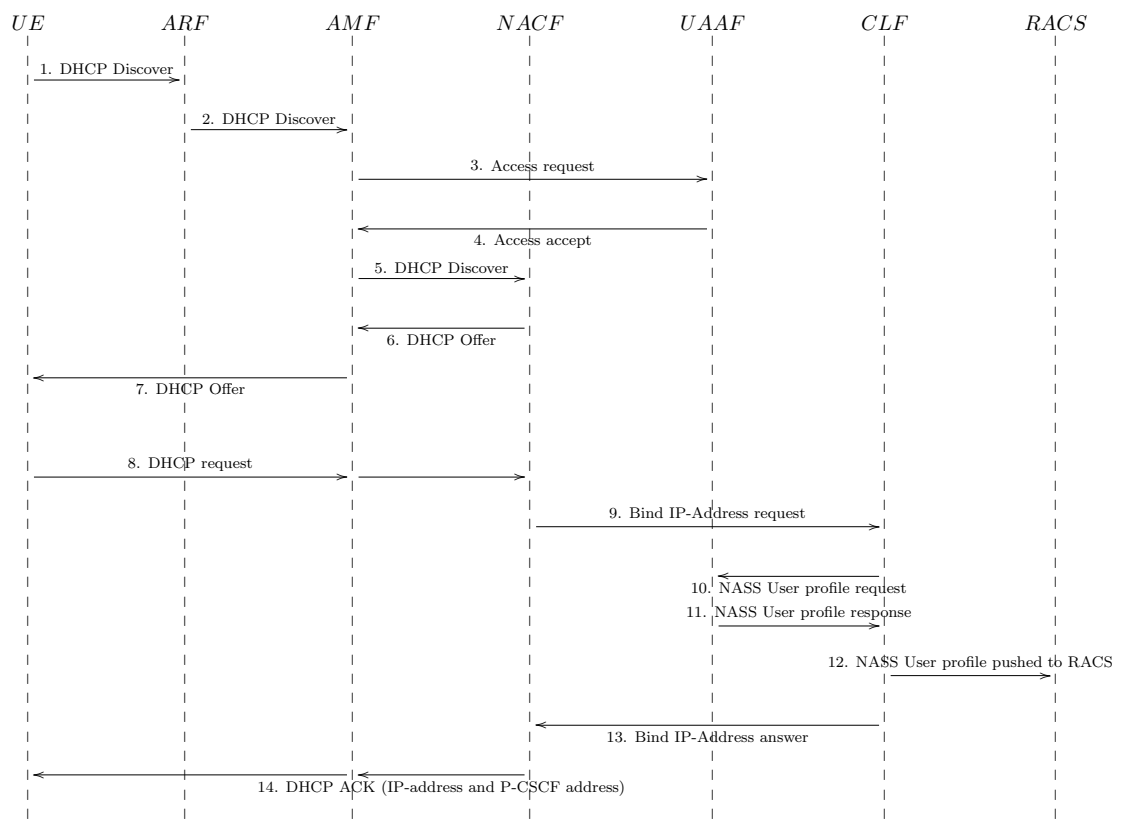 UE ARF AMF NACF UAAF CLF RACS
1. DHCP Discover
2. DHCP Discover
3. Access request
4. Access accept
5. DHCP Discover
6. DHCP Offer
7. DHCP Offer
8. DHCP request
9. Bind IP-Address request
10. NASS User profile request
11. NASS User profile response
12. NASS User profile pushed to RACS
13. Bind IP-Address answer
14. DHCP ACK (IP-address and P-CSCF address)